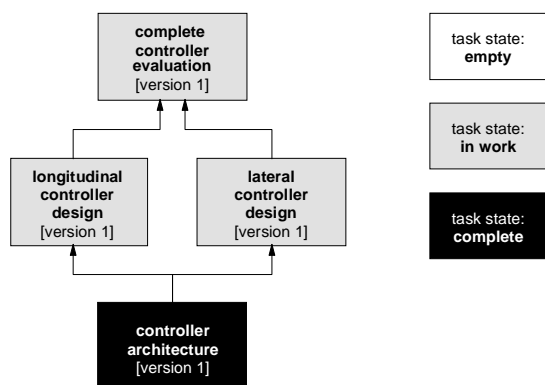 complete
controller
evaluation
[version 1]
longitudinal
controller
design
[version 1]
lateral
controller
design
[version 1]
controller
architecture
[version 1]
task state:
empty
task state:
in work
task state:
complete